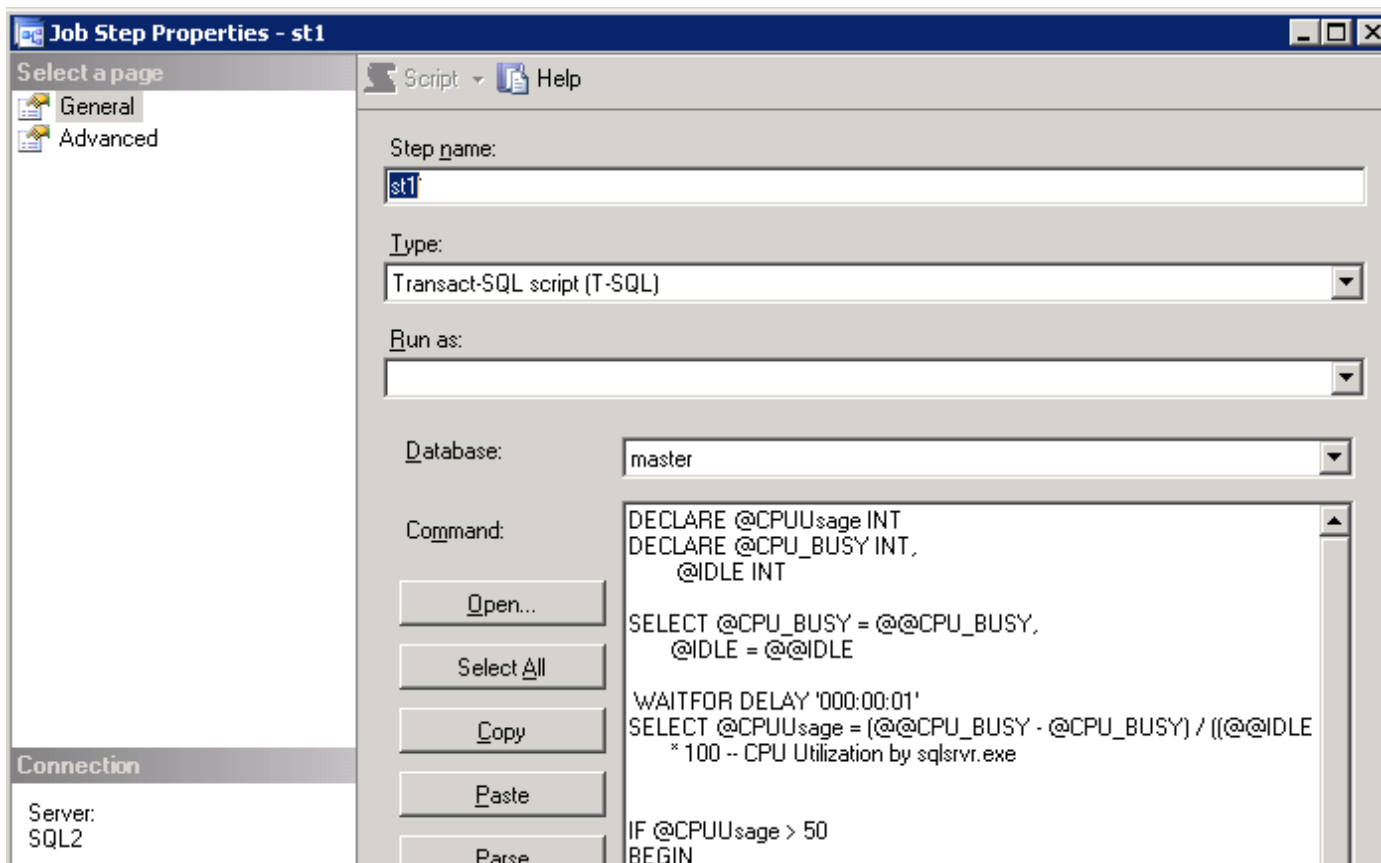 Job Step Properties - st1
Select a page
General
Advanced
Script
Help
Step name:
st1
Type:
Transact-SQL script (T-SQL)
Run as:
Database:
master
Command:
Open...
Select All
Copy
Paste
Parse
DECLARE @CPUUsage INT
DECLARE @CPU_BUSY INT,
@IDLE INT
SELECT @CPU_BUSY = @@CPU_BUSY,
@IDLE = @@IDLE
WAITFOR DELAY '000:00:01'
SELECT @CPUUsage = (@@CPU_BUSY - @CPU_BUSY) / ((@@IDLE
* 100 -- CPU Utilization by sqlsrvr.exe
IF @CPUUsage > 50
BEGIN
Connection
Server:
SQL2